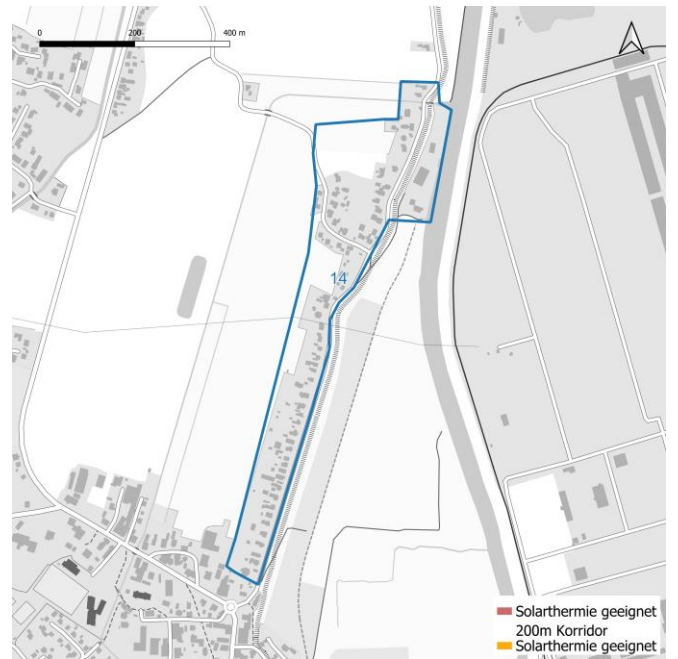 0 200 400 m
14
Solarthermie geeignet
200m Korridor
Solarthermie geeignet